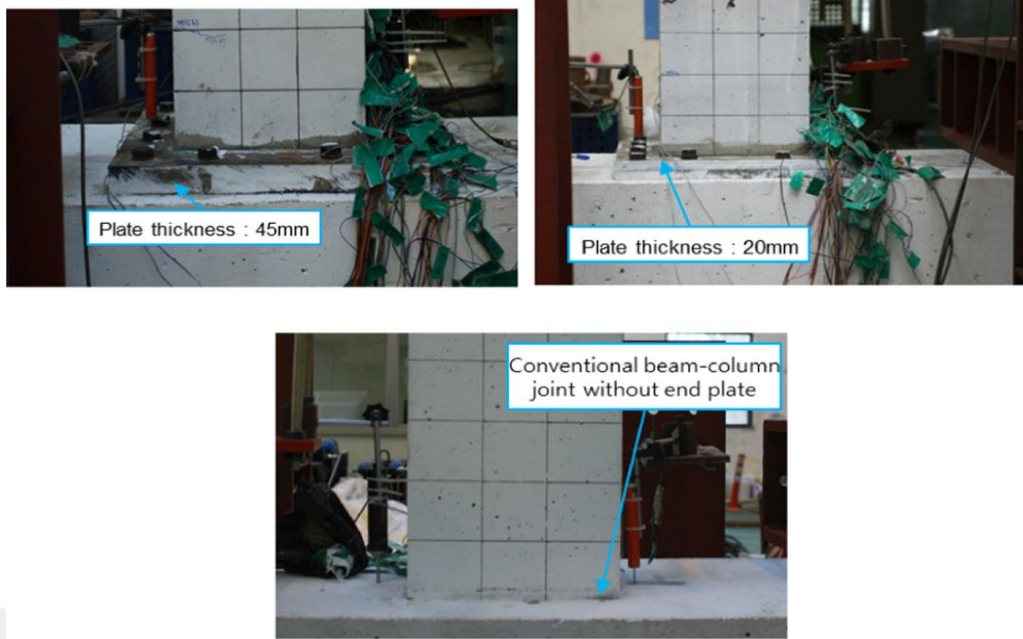 Plate thickness : 45mm
Plate thickness : 20mm
Conventional beam-column
joint without end plate